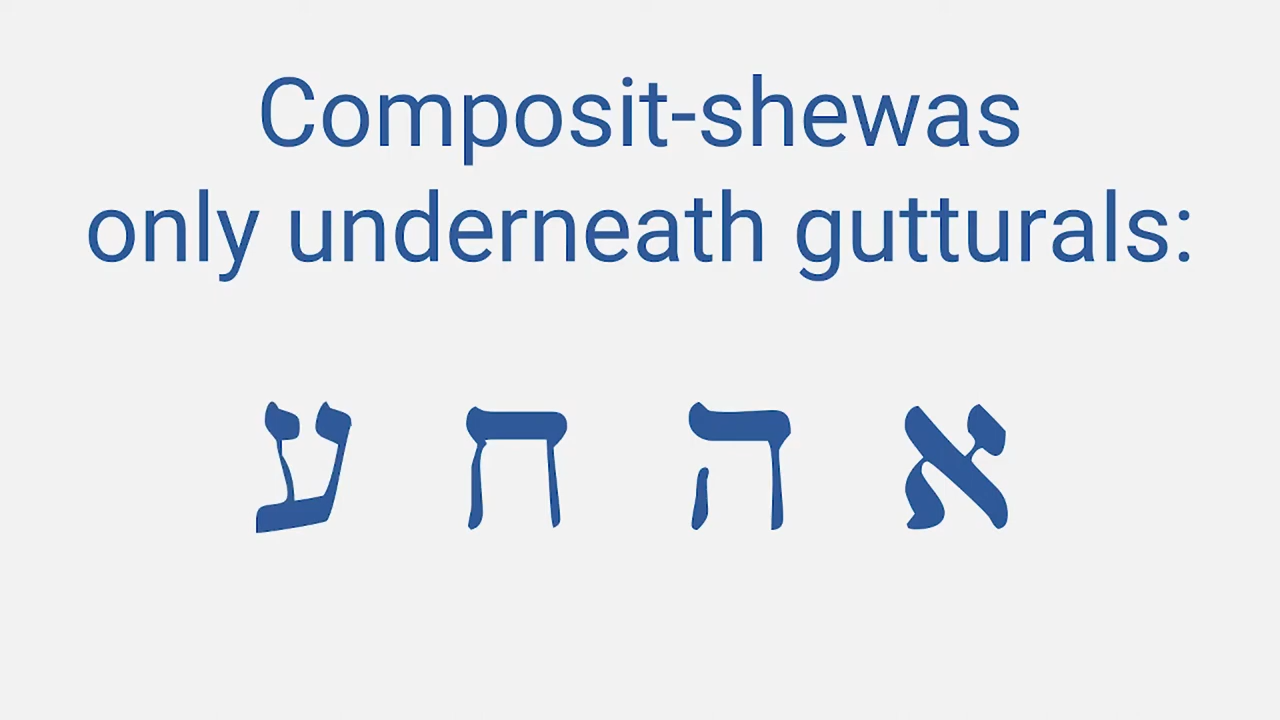 Composit-shewas
only underneath gutturals:
א ה ח ע